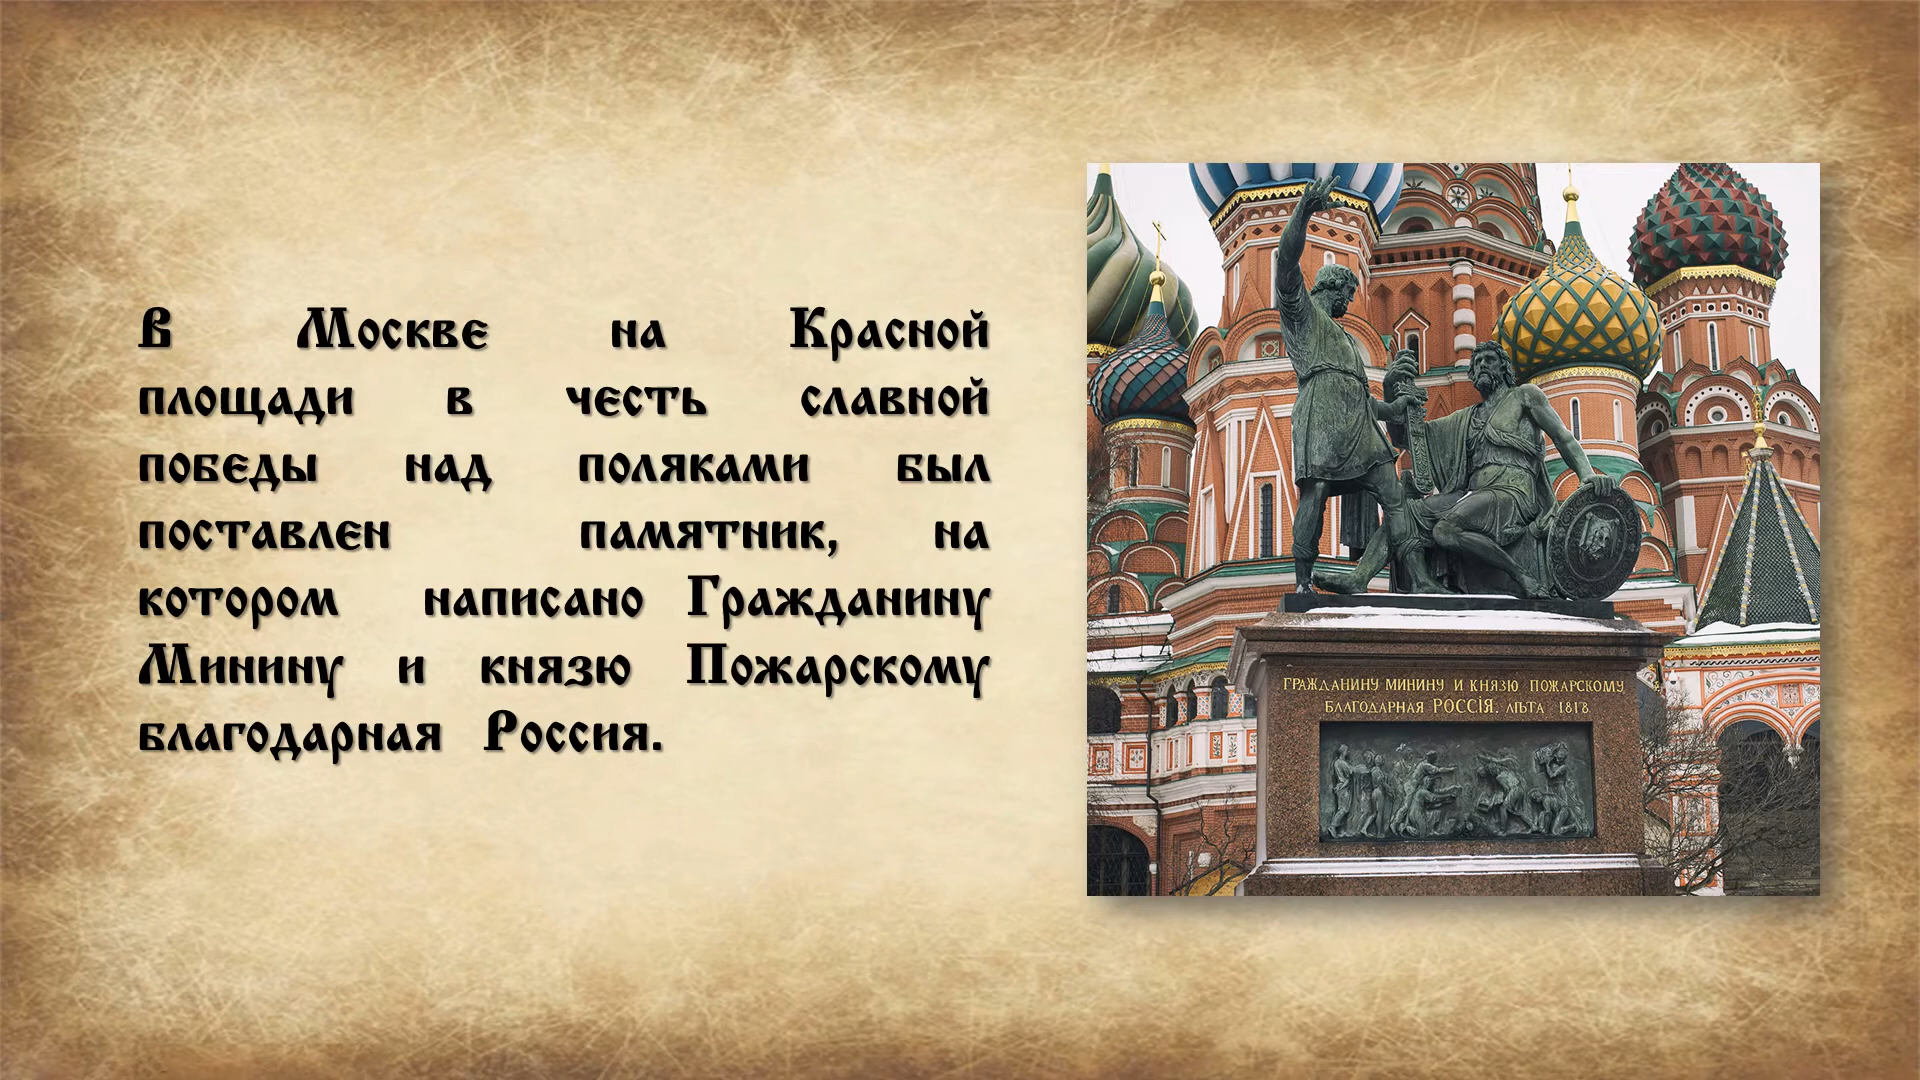 В Москве на Красной
площади в честь славной
победы над поляками был
поставлен памятник, на
котором написано Гражданину
Минину и князю Пожарскому
благодарная Россия.
ГРАЖДАНИНУ МИНИНУ И КНЯЗЮ ПОЖАРСКОМУ
БЛАГОДАРНАЯ РОССІЯ. ЛѢТА 1818